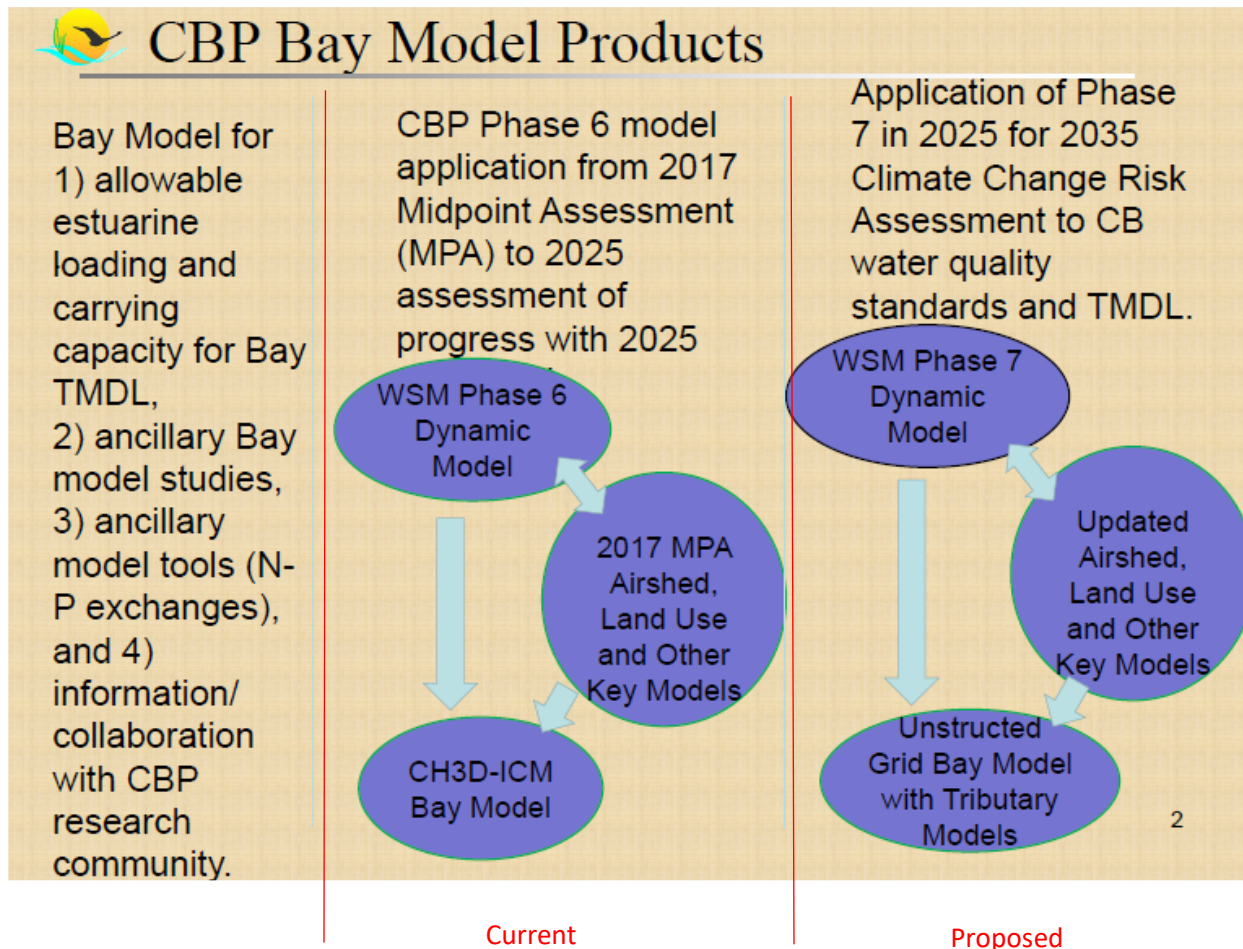 CBP Bay Model Products
Bay Model for
1) allowable
estuarine
loading and
carrying
capacity for Bay
TMDL,
2) ancillary Bay
model studies,
3) ancillary
model tools (N-
P exchanges),
and 4)
information/
collaboration
with CBP
research
community.
CBP Phase 6 model
application from 2017
Midpoint Assessment
(MPA) to 2025
assessment of
progress with 2025
WSM Phase 6
Dynamic
Model
2017 MPA
Airshed,
Land Use
and Other
Key Models
CH3D-ICM
Bay Model
Application of Phase
7 in 2025 for 2035
Climate Change Risk
Assessment to CB
water quality
standards and TMDL.
WSM Phase 7
Dynamic
Model
Updated
Airshed,
Land Use
and Other
Key Models
Unstructed
Grid Bay Model
with Tributary
Models
2
Current
Proposed